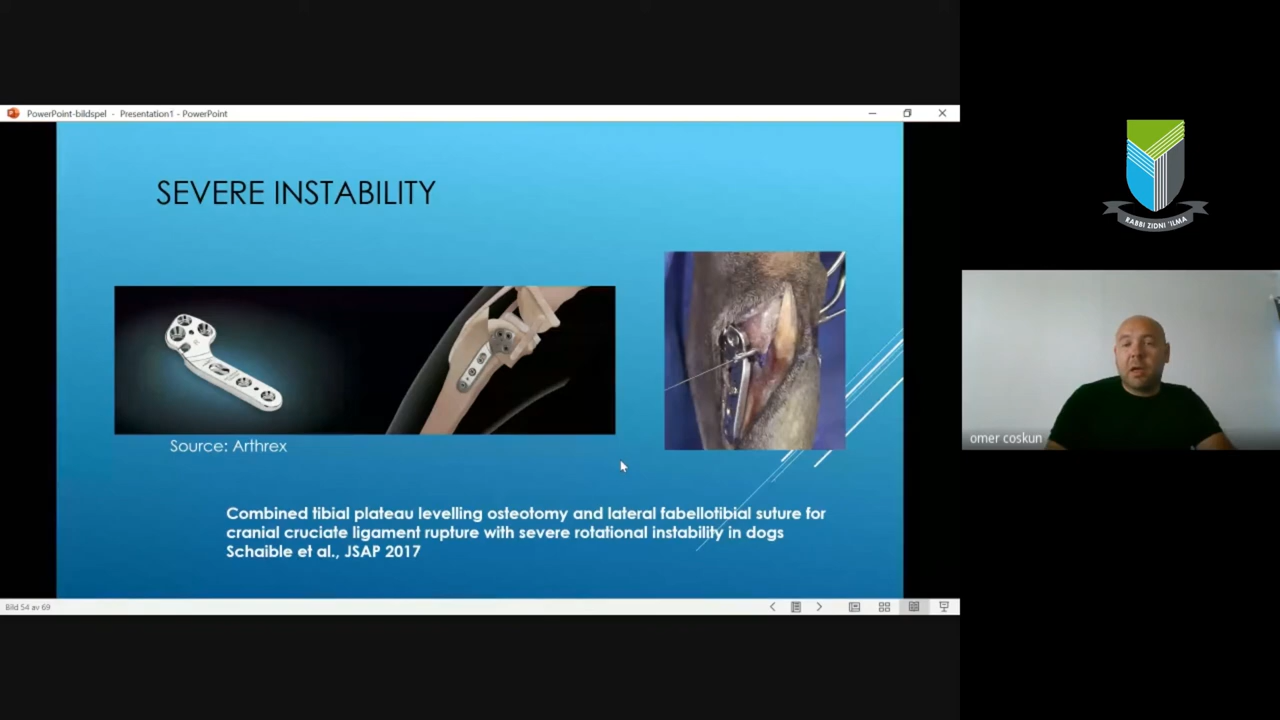 PowerPoint-bildspel - Presentation1 - PowerPoint
SEVERE INSTABILITY
Source: Arthrex
Combined tibial plateau levelling osteotomy and lateral fabellotibial suture for
cranial cruciate ligament rupture with severe rotational instability in dogs
Schaible et al., JSAP 2017
Bild 54 av 69
RABBI ZIDNI 'ILMA
omer coskun